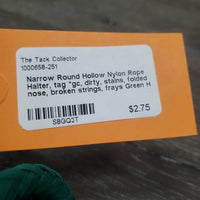 The Tack Collector
1000658-251
Narrow Round Hollow Nylon Rope
Halter, tag *gc, dirty, stains, folded
nose, broken strings, frays Green H
$2.75
S8GQ3T